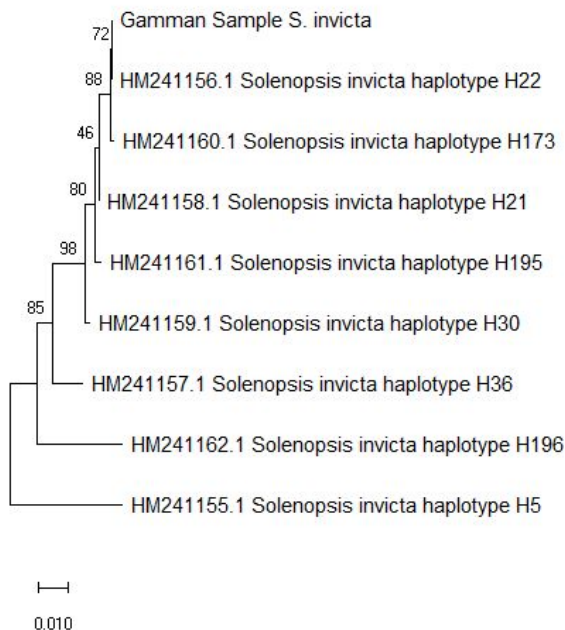 72
Gamman Sample S. invicta
88
HM241156.1 Solenopsis invicta haplotype H22
46
HM241160.1 Solenopsis invicta haplotype H173
80
HM241158.1 Solenopsis invicta haplotype H21
98
HM241161.1 Solenopsis invicta haplotype H195
85
HM241159.1 Solenopsis invicta haplotype H30
HM241157.1 Solenopsis invicta haplotype H36
HM241162.1 Solenopsis invicta haplotype H196
HM241155.1 Solenopsis invicta haplotype H5
0.010